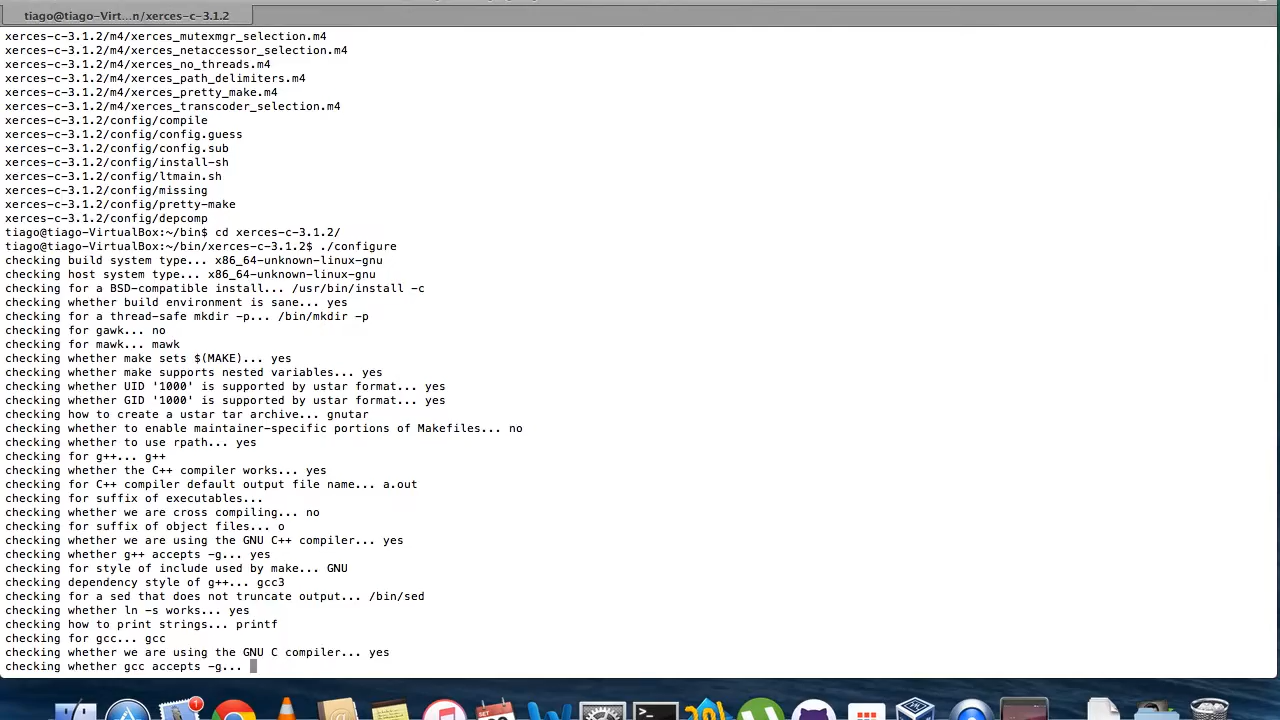 tiago@tiago-Virt...n/xerces-c-3.1.2
xerces-c-3.1.2/m4/xerces_mutexmgr_selection.m4
xerces-c-3.1.2/m4/xerces_netaccessor_selection.m4
xerces-c-3.1.2/m4/xerces_no_threads.m4
xerces-c-3.1.2/m4/xerces_path_delimiters.m4
xerces-c-3.1.2/m4/xerces_pretty_make.m4
xerces-c-3.1.2/m4/xerces_transcoder_selection.m4
xerces-c-3.1.2/config/compile
xerces-c-3.1.2/config/config.guess
xerces-c-3.1.2/config/config.sub
xerces-c-3.1.2/config/install-sh
xerces-c-3.1.2/config/ltmain.sh
xerces-c-3.1.2/config/missing
xerces-c-3.1.2/config/pretty-make
xerces-c-3.1.2/config/depcomp
tiago@tiago-VirtualBox:~/bin$ cd xerces-c-3.1.2/
tiago@tiago-VirtualBox:~/bin/xerces-c-3.1.2$ ./configure
checking build system type... x86_64-unknown-linux-gnu
checking host system type... x86_64-unknown-linux-gnu
checking for a BSD-compatible install... /usr/bin/install -c
checking whether build environment is sane... yes
checking for a thread-safe mkdir -p... /bin/mkdir -p
checking for gawk... no
checking for mawk... mawk
checking whether make sets $(MAKE)... yes
checking whether make supports nested variables... yes
checking whether UID '1000' is supported by ustar format... yes
checking whether GID '1000' is supported by ustar format... yes
checking how to create a ustar tar archive... gnutar
checking whether to enable maintainer-specific portions of Makefiles... no
checking whether to use rpath... yes
checking for g++... g++
checking whether the C++ compiler works... yes
checking for C++ compiler default output file name... a.out
checking for suffix of executables...
checking whether we are cross compiling... no
checking for suffix of object files... o
checking whether we are using the GNU C++ compiler... yes
checking whether g++ accepts -g... yes
checking for style of include used by make... GNU
checking dependency style of g++... gcc3
checking for a sed that does not truncate output... /bin/sed
checking whether ln -s works... yes
checking how to print strings... printf
checking for gcc... gcc
checking whether we are using the GNU C compiler... yes
checking whether gcc accepts -g...
1
SET